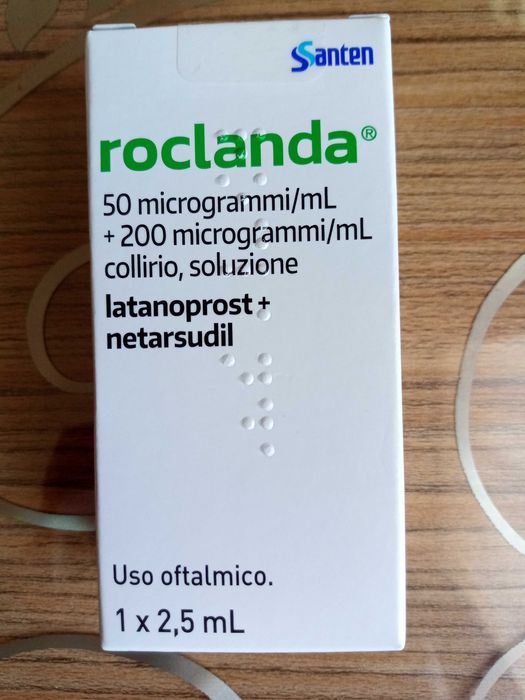 Santen
roclanda®
50 microgrammi/mL
+ 200 microgrammi/mL
collirio, soluzione
latanoprost +
netarsudil
Uso oftalmico.
1 x 2,5 mL